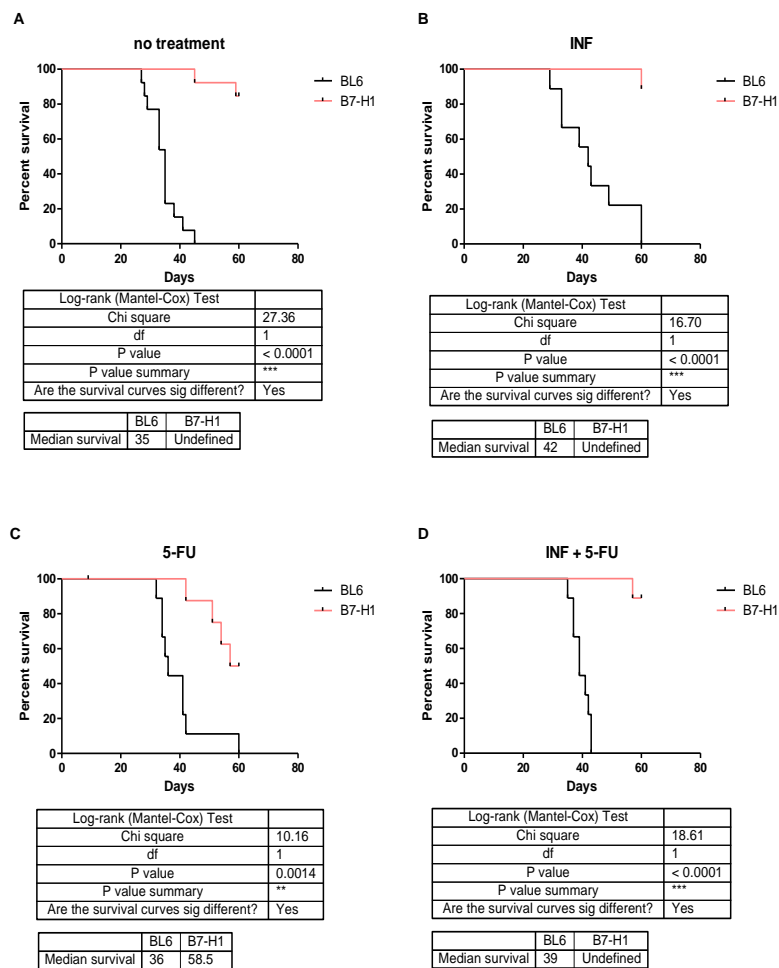 A
no treatment
100
80
60
40
20
0
Percent survival
0 20 40 60 80
Days
BL6
B7-H1
Log-rank (Mantel-Cox) Test
Chi square 27.36
df 1
P value < 0.0001
P value summary ***
Are the survival curves sig different? Yes
BL6 B7-H1
Median survival 35 Undefined
B
INF
100
80
60
40
20
0
Percent survival
0 20 40 60 80
Days
BL6
B7-H1
Log-rank (Mantel-Cox) Test
Chi square 16.70
df 1
P value < 0.0001
P value summary ***
Are the survival curves sig different? Yes
BL6 B7-H1
Median survival 42 Undefined
C
5-FU
100
80
60
40
20
0
Percent survival
0 20 40 60 80
Days
BL6
B7-H1
Log-rank (Mantel-Cox) Test
Chi square 10.16
df 1
P value 0.0014
P value summary **
Are the survival curves sig different? Yes
BL6 B7-H1
Median survival 36 58.5
D
INF + 5-FU
100
80
60
40
20
0
Percent survival
0 20 40 60 80
Days
BL6
B7-H1
Log-rank (Mantel-Cox) Test
Chi square 18.61
df 1
P value < 0.0001
P value summary ***
Are the survival curves sig different? Yes
BL6 B7-H1
Median survival 39 Undefined